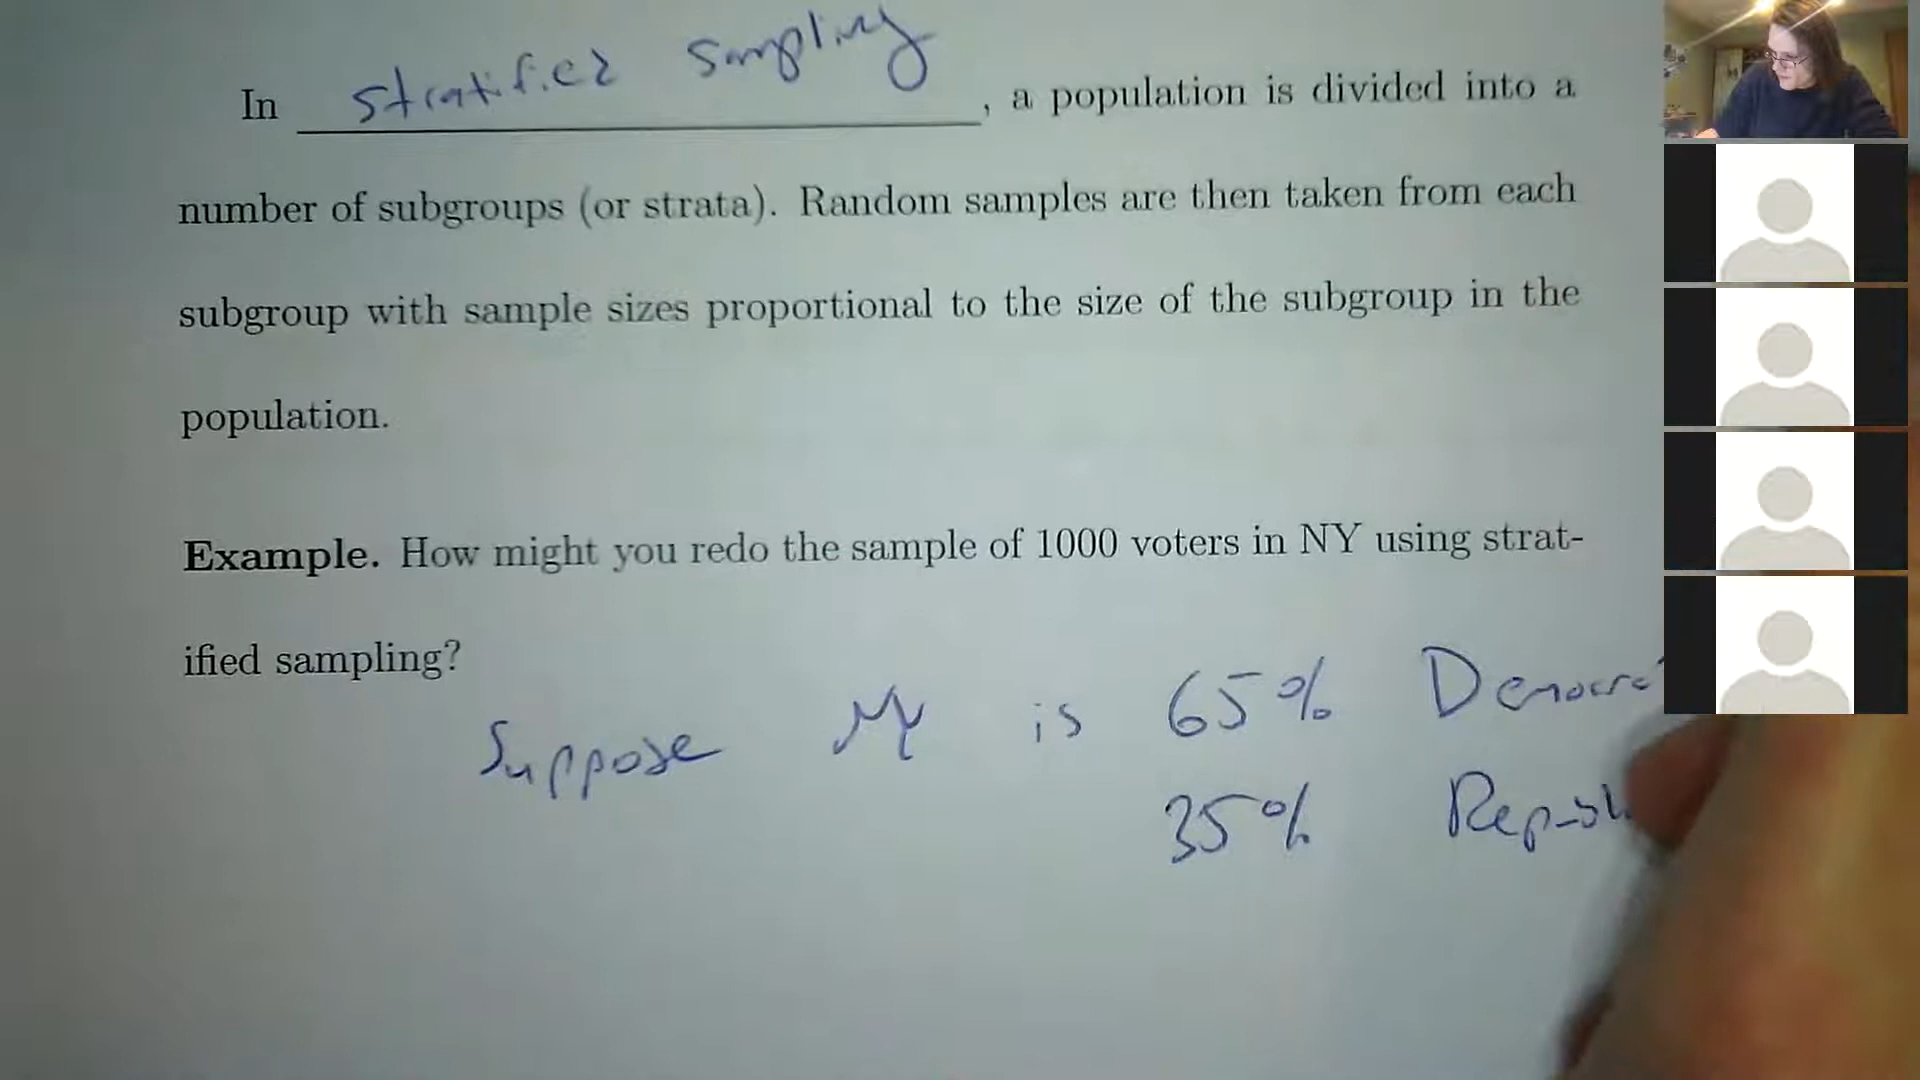 In stratified sampling, a population is divided into a
number of subgroups (or strata). Random samples are then taken from each
subgroup with sample sizes proportional to the size of the subgroup in the
population.
Example. How might you redo the sample of 1000 voters in NY using strat-
ified sampling?
Suppose NY is 65% Democra
35% Republ